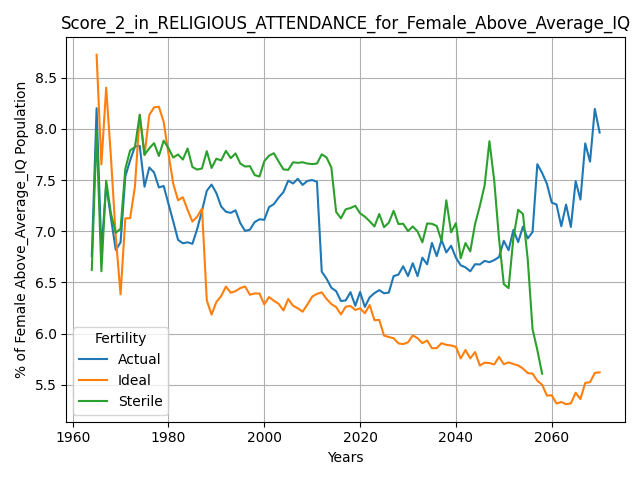 Score_2_in_RELIGIOUS_ATTENDANCE_for_Female_Above_Average_IQ
% of Female Above_Average_IQ Population
8.5
8.0
7.5
7.0
6.5
6.0
5.5
Fertility
Actual
Ideal
Sterile
1960
1980
2000
2020
2040
2060
Years